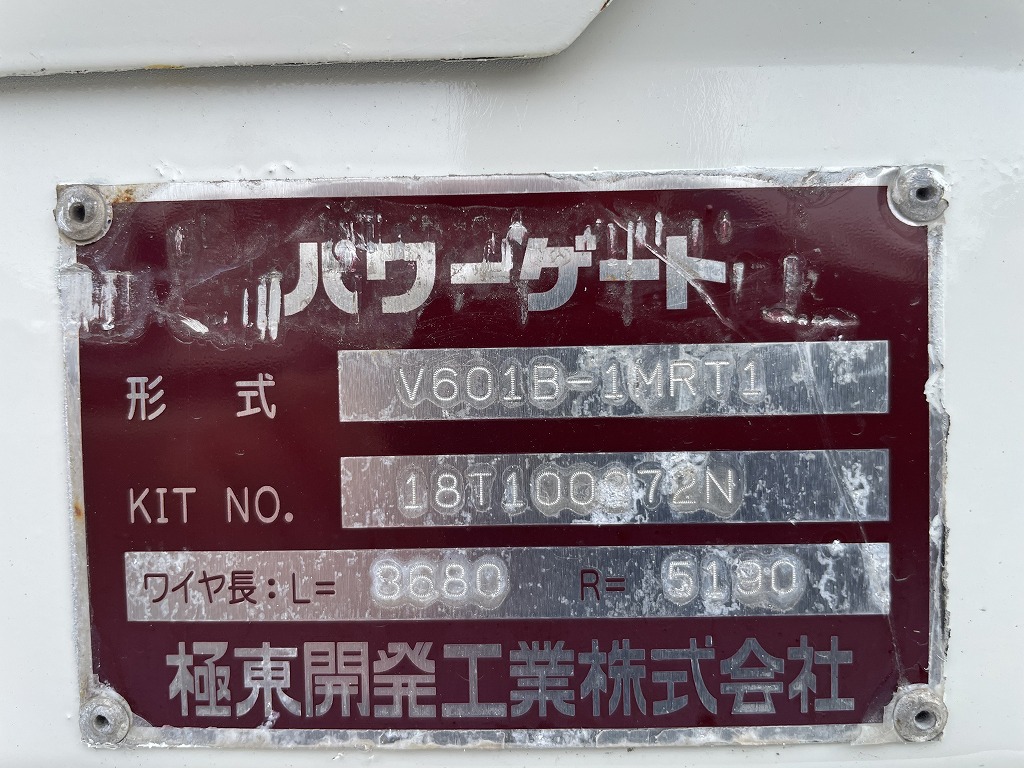 パワーゲート
形式 V601B-1MRT1
KIT NO.
ワイヤ長:L= 3680 R= 5190
極東開発工業株式会社